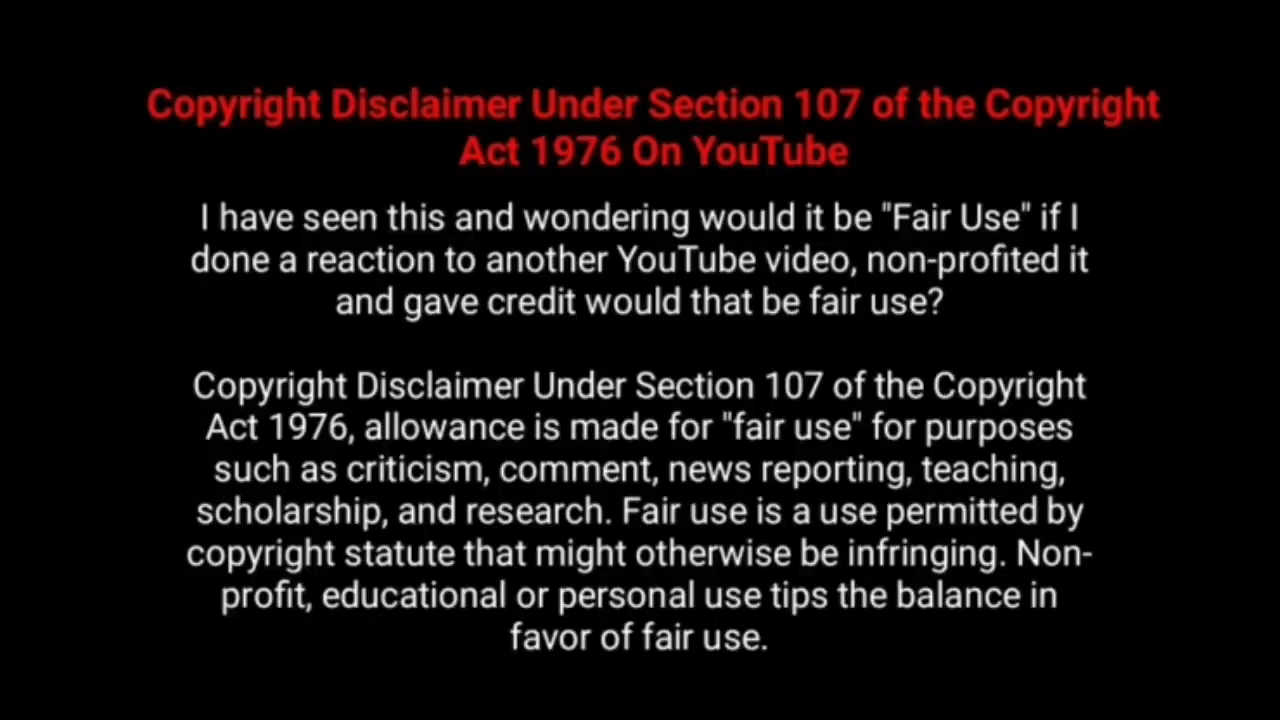 Copyright Disclaimer Under Section 107 of the Copyright
Act 1976 On YouTube
I have seen this and wondering would it be "Fair Use" if I
done a reaction to another YouTube video, non-profited it
and gave credit would that be fair use?
Copyright Disclaimer Under Section 107 of the Copyright
Act 1976, allowance is made for "fair use" for purposes
such as criticism, comment, news reporting, teaching,
scholarship, and research. Fair use is a use permitted by
copyright statute that might otherwise be infringing. Non-
profit, educational or personal use tips the balance in
favor of fair use.